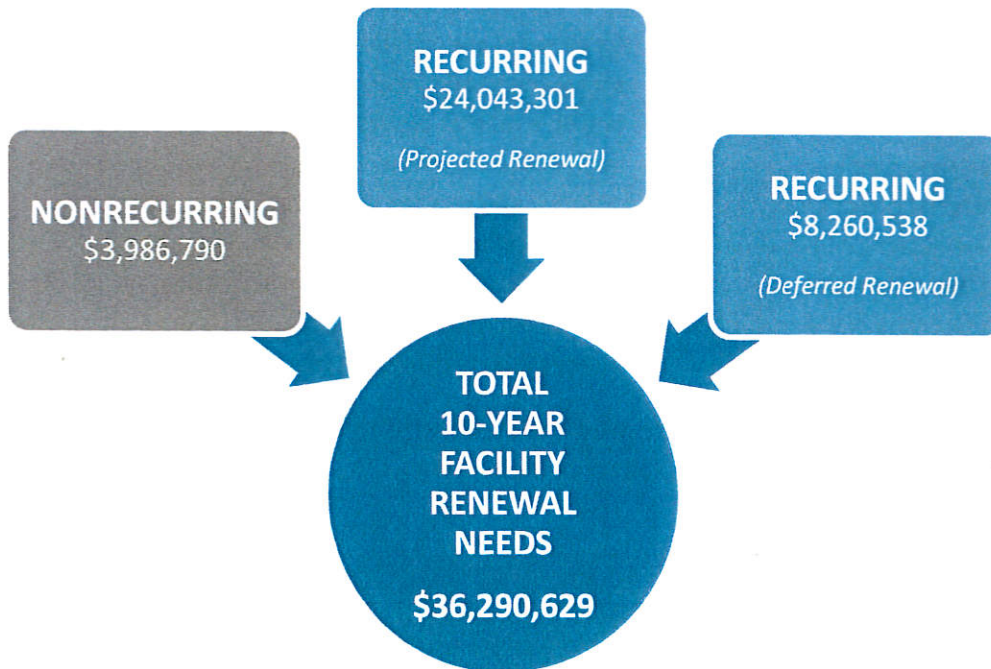 RECURRING
$24,043,301
(Projected Renewal)
NONRECURRING
$3,986,790
RECURRING
$8,260,538
(Deferred Renewal)
TOTAL
10-YEAR
FACILITY
RENEWAL
NEEDS
$36,290,629